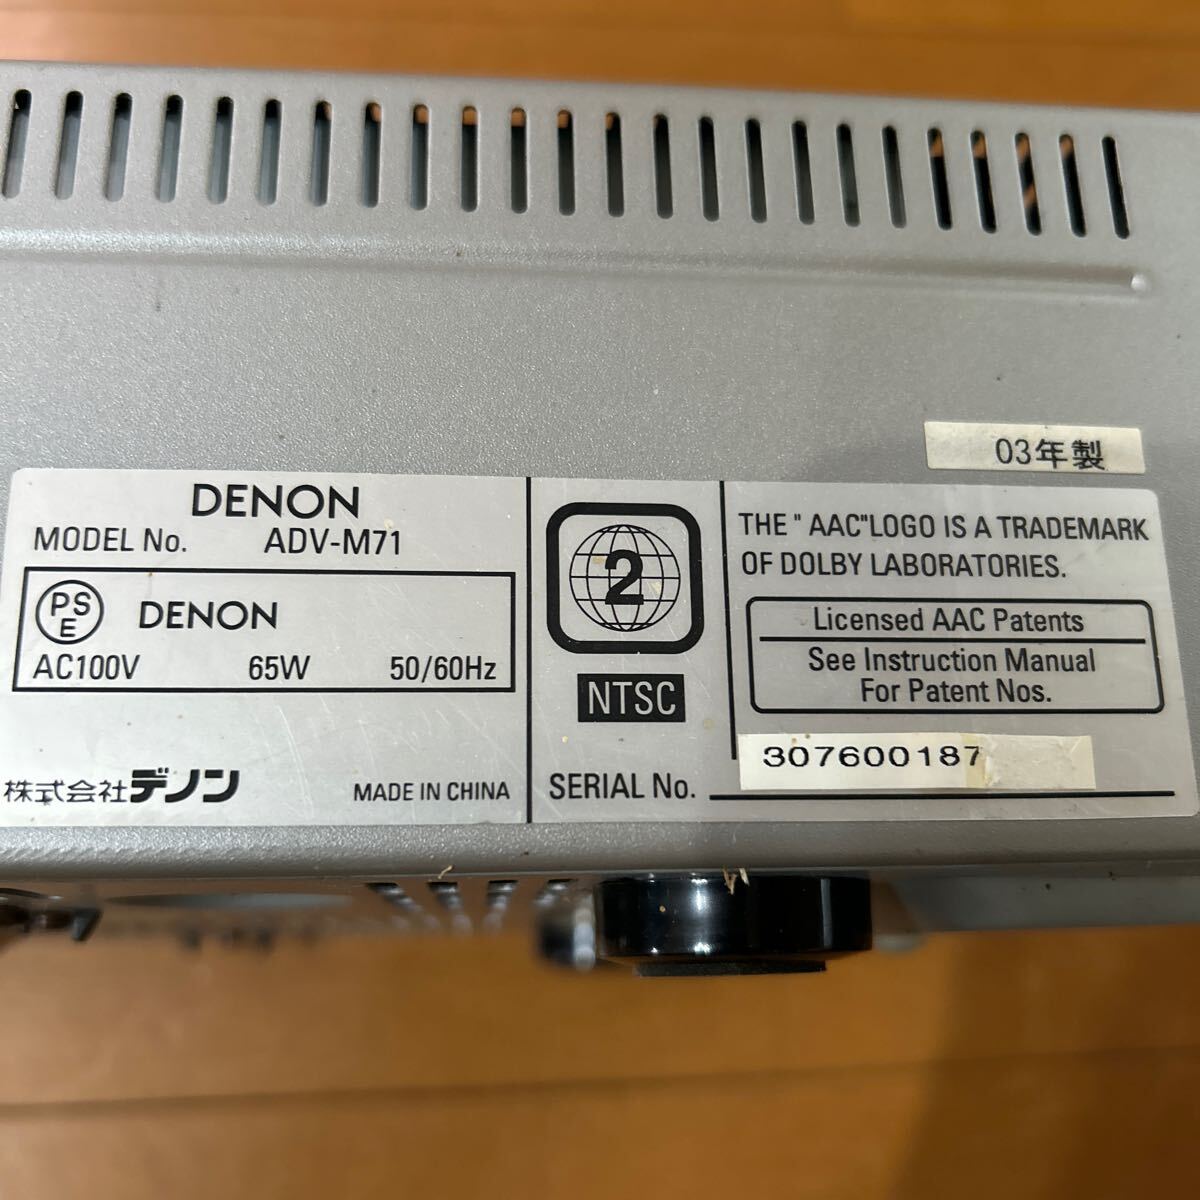 03年製
DENON
MODEL No. ADV-M71
PSE DENON
AC100V 65W 50/60Hz
株式会社デノン MADE IN CHINA
2
NTSC
THE " AAC"LOGO IS A TRADEMARK
OF DOLBY LABORATORIES.
Licensed AAC Patents
See Instruction Manual
For Patent Nos.
SERIAL No. 307600187